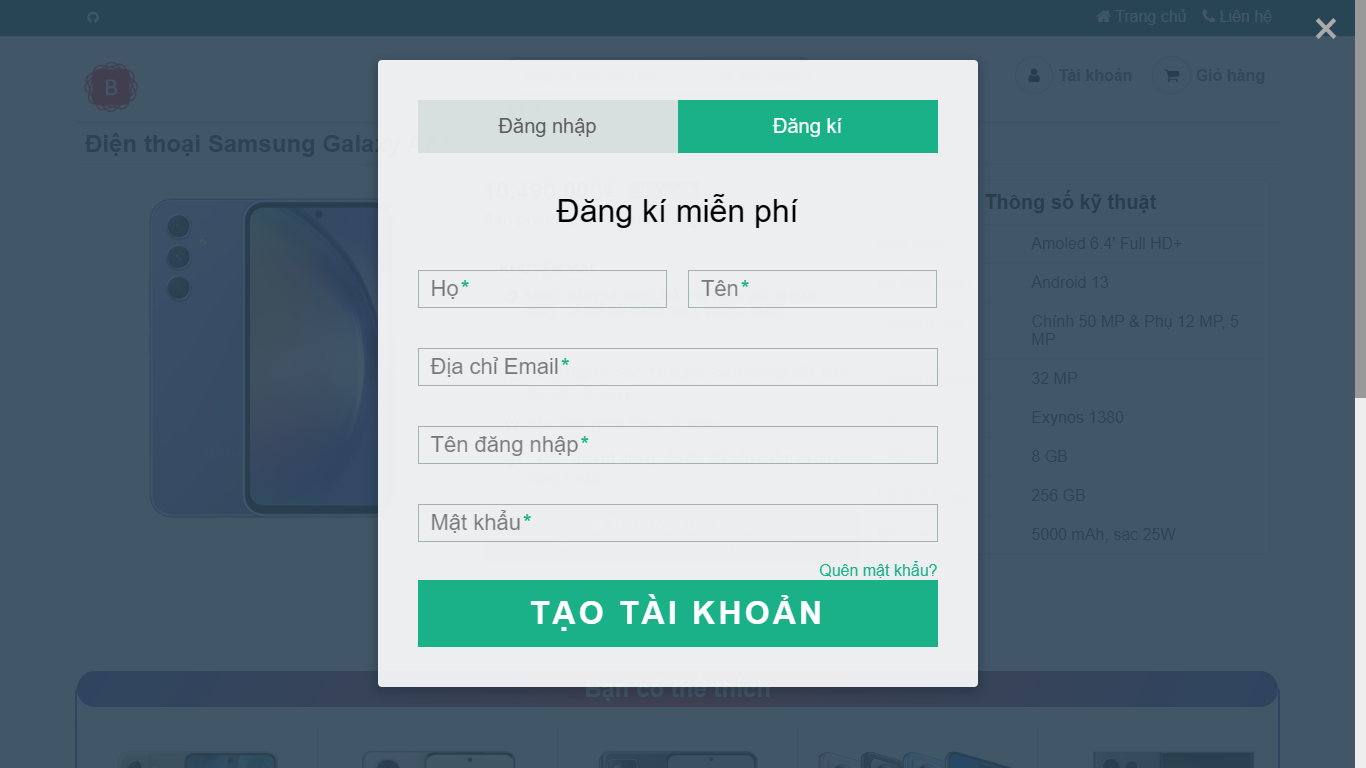 Trang chủ Liên hệ
B
Tài khoản Giỏ hàng
Điện thoại Samsung Galaxy
Đăng nhập Đăng kí
Đăng kí miễn phí
Họ* Tên*
Địa chỉ Email*
Tên đăng nhập*
Mật khẩu*
Quên mật khẩu?
TẠO TÀI KHOẢN
Thông số kỹ thuật
Amoled 6.4' Full HD+
Android 13
Chính 50 MP & Phụ 12 MP, 5
MP
32 MP
Exynos 1380
8 GB
256 GB
5000 mAh, sạc 25W
Bạn có thể thích